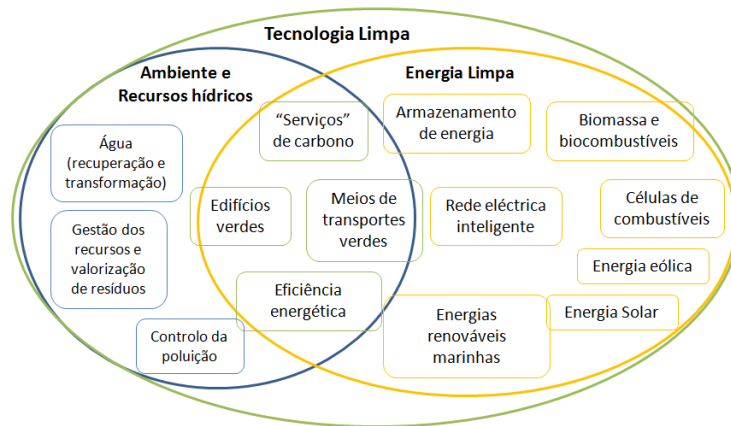 Tecnologia Limpa
Ambiente e
Recursos hídricos
Energia Limpa
"Serviços"
de carbono
Armazenamento
de energia
Biomassa e
biocombustíveis
Água
(recuperação e
transformação)
Edifícios
verdes
Meios de
transportes
verdes
Rede eléctrica
inteligente
Células de
combustíveis
Gestão dos
recursos e
valorização
de resíduos
Energia eólica
Eficiência
energética
Energias
renováveis
marinhas
Energia Solar
Controlo da
poluição